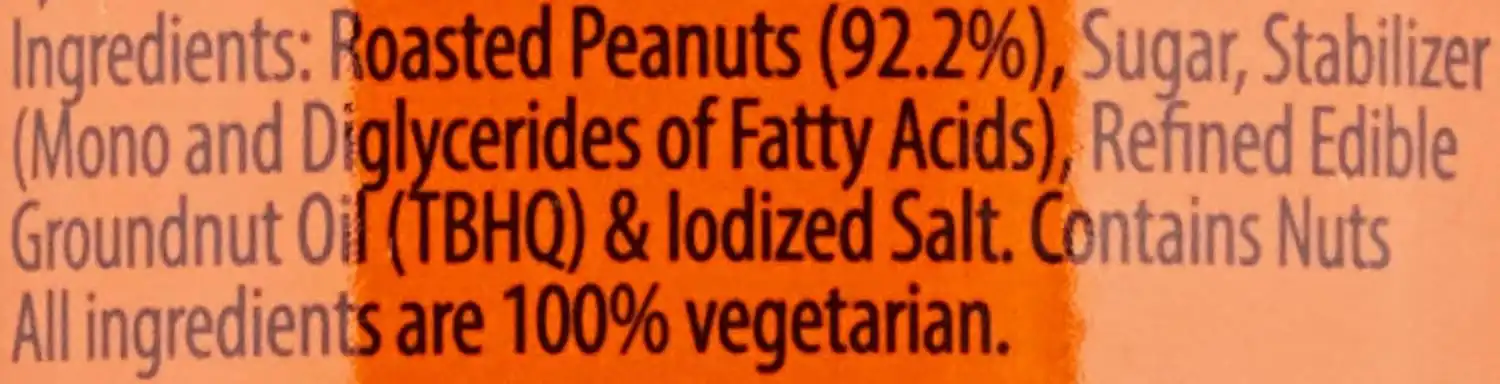 Ingredients: Roasted Peanuts (92.2%), Sugar, Stabilizer
(Mono and Diglycerides of Fatty Acids), Refined Edible
Groundnut Oil (TBHQ) & Iodized Salt. Contains Nuts
All ingredients are 100% vegetarian.